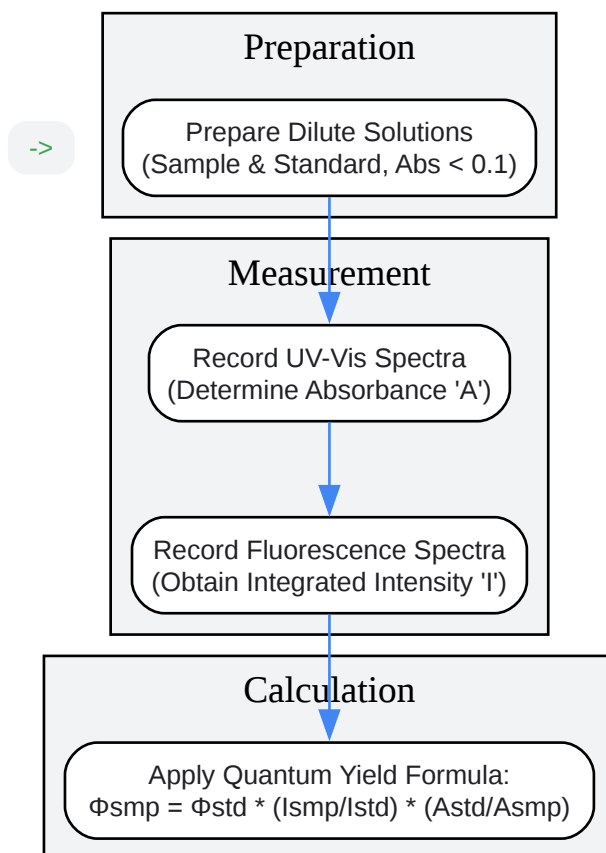 Preparation
Prepare Dilute Solutions
(Sample & Standard, Abs < 0.1)
->
Measurement
Record UV-Vis Spectra
(Determine Absorbance 'A')
Record Fluorescence Spectra
(Obtain Integrated Intensity 'I')
Calculation
Apply Quantum Yield Formula:
Φsmp = Φstd * (Ismp/Istd) * (Astd/Asmp)